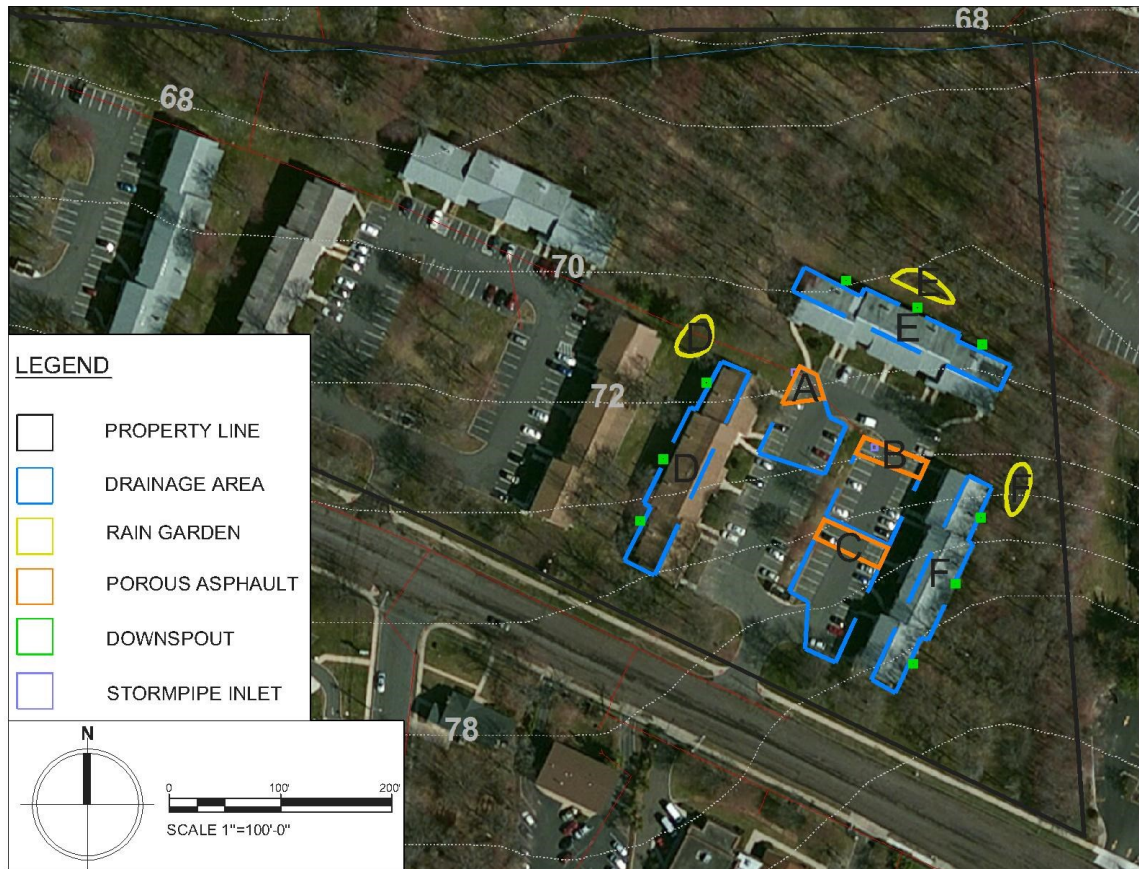 68
68
70
E
E
D
72
A
B
D
F
C
F
78
LEGEND
PROPERTY LINE
DRAINAGE AREA
RAIN GARDEN
POROUS ASPHAULT
DOWNSPOUT
STORMPIPE INLET
N
0 100' 200'
SCALE 1"=100'-0"